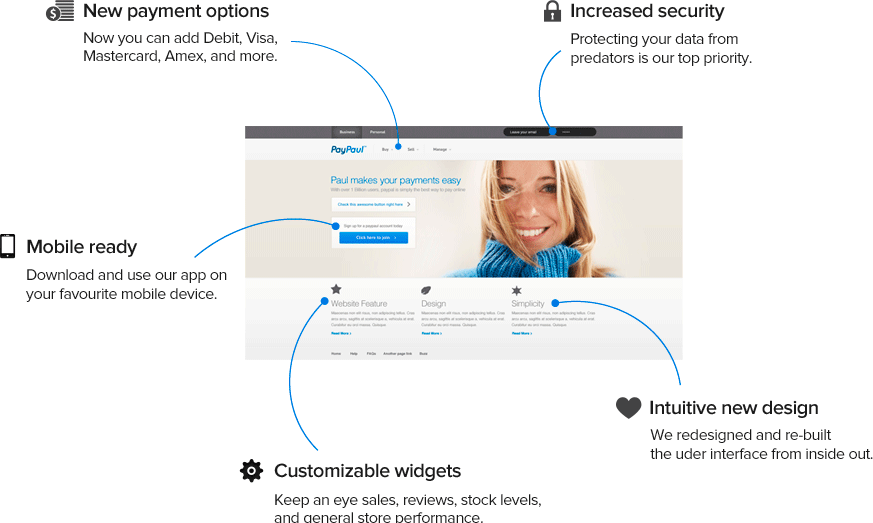 New payment options
Now you can add Debit, Visa,
Mastercard, Amex, and more.
Increased security
Protecting your data from
predators is our top priority.
Business Personal
Leave your email
PayPaul
Buy Sell Manage
Paul makes your payments easy
With over 1 Billion users, paypaul is simply the best way to pay online
Check this awesome button right here
Sign up for a paypaul account today
Click here to join
Mobile ready
Download and use our app on
your favourite mobile device.
Website Feature Design Simplicity
Read More > Read More > Read More >
Home Help FAQs Another page link Buzz
Intuitive new design
We redesigned and re-built
the uder interface from inside out.
Customizable widgets
Keep an eye sales, reviews, stock levels,
and general store performance.